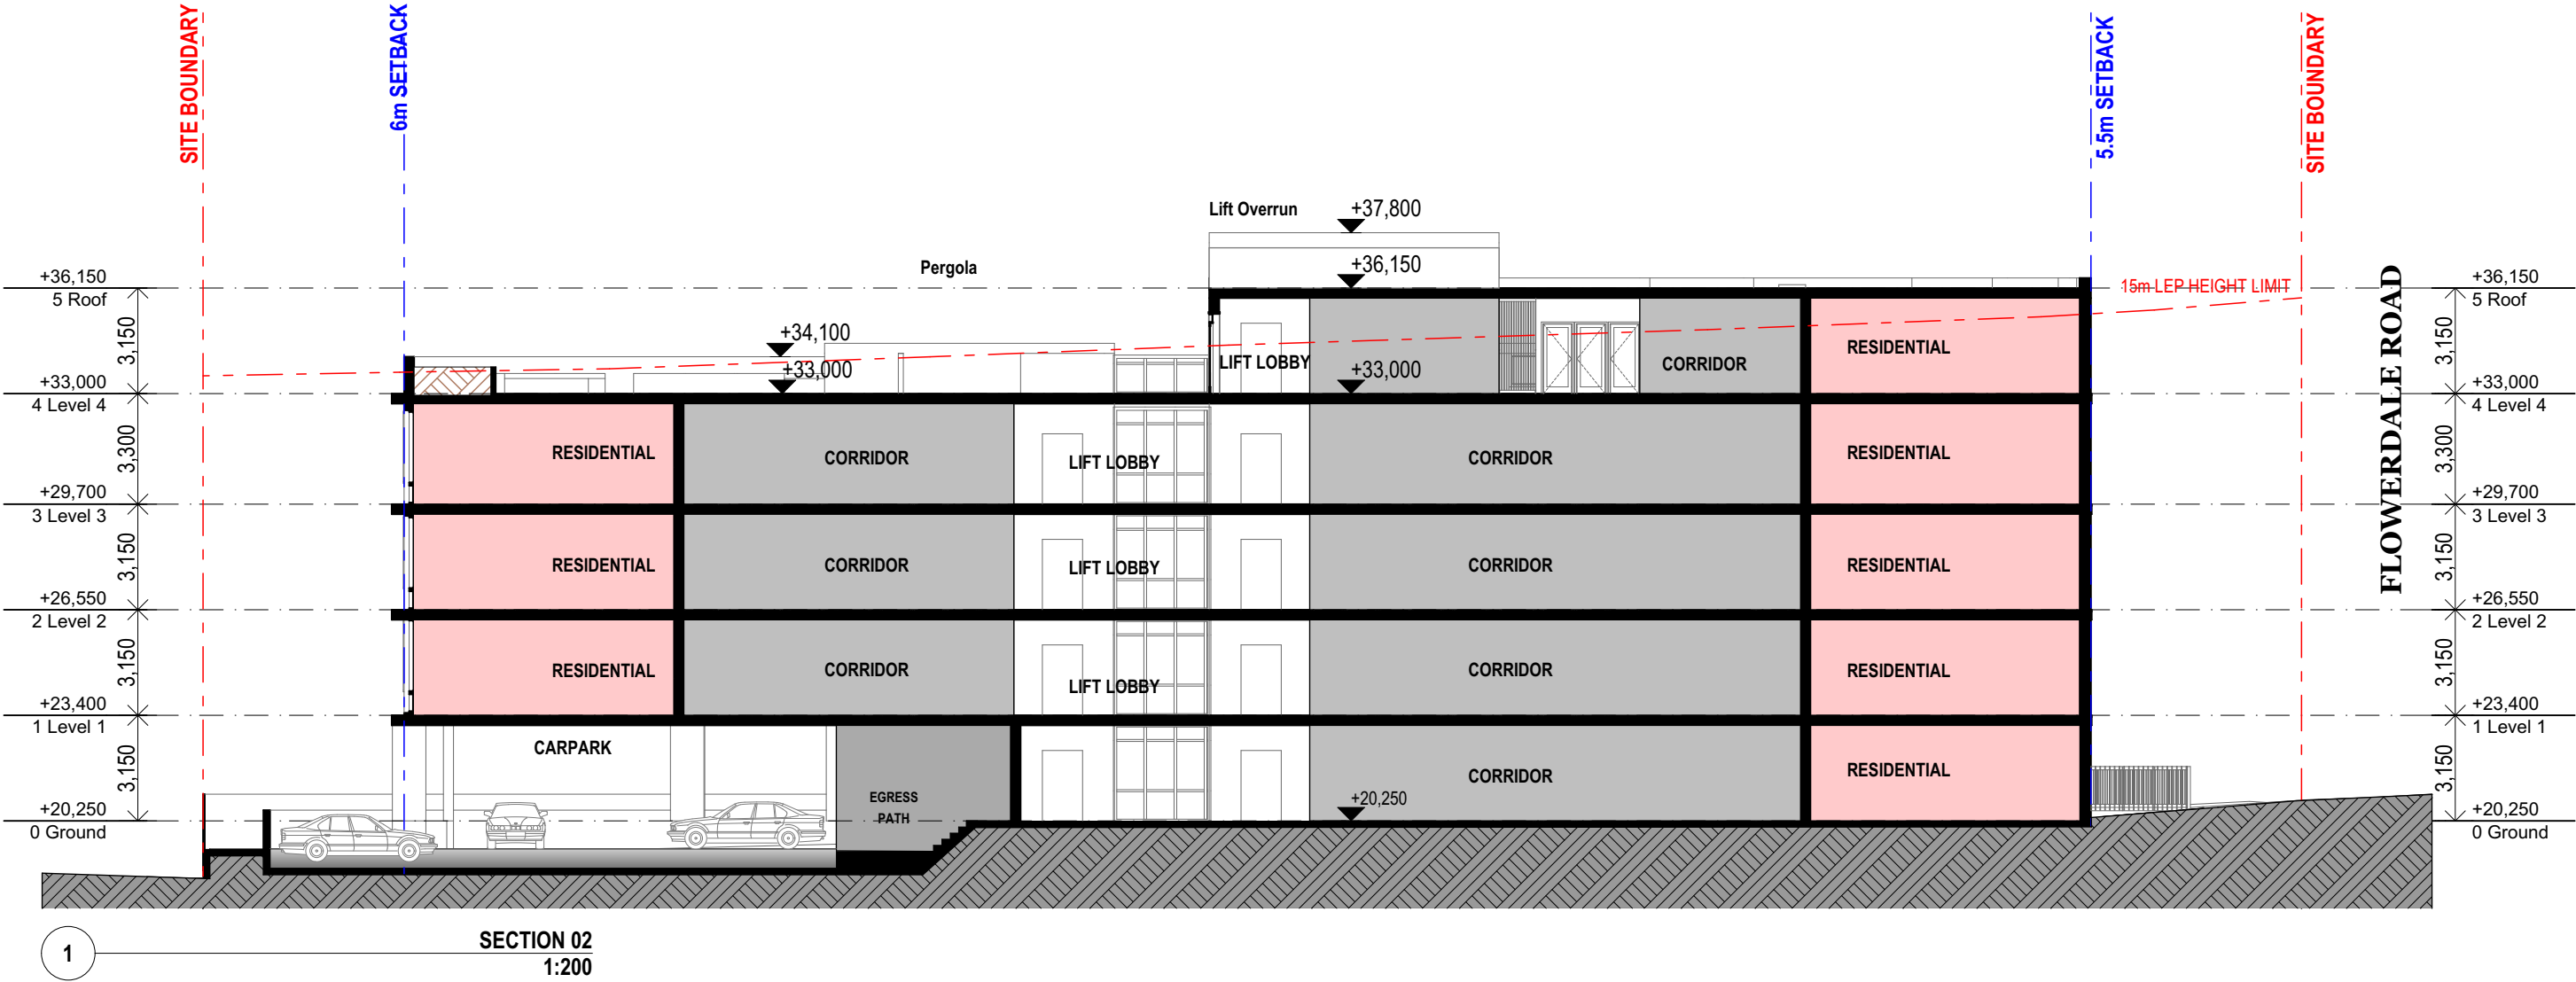 SITE BOUNDARY
6m SETBACK
5.5m SETBACK
SITE BOUNDARY
Lift Overrun
+37,800
Pergola
+36,150
+36,150
5 Roof
+36,150
5 Roof
15m LEP HEIGHT LIMIT
3,150
+34,100
+33,000
LIFT LOBBY
+33,000
CORRIDOR
RESIDENTIAL
3,150
FLOWERDALE ROAD
+33,000
4 Level 4
+33,000
4 Level 4
3,300
RESIDENTIAL
CORRIDOR
LIFT LOBBY
CORRIDOR
RESIDENTIAL
3,300
+29,700
3 Level 3
+29,700
3 Level 3
3,150
RESIDENTIAL
CORRIDOR
LIFT LOBBY
CORRIDOR
RESIDENTIAL
3,150
+26,550
2 Level 2
+26,550
2 Level 2
3,150
RESIDENTIAL
CORRIDOR
LIFT LOBBY
CORRIDOR
RESIDENTIAL
3,150
+23,400
1 Level 1
+23,400
1 Level 1
3,150
CARPARK
EGRESS
PATH
+20,250
CORRIDOR
RESIDENTIAL
3,150
+20,250
0 Ground
+20,250
0 Ground
1
SECTION 02
1:200